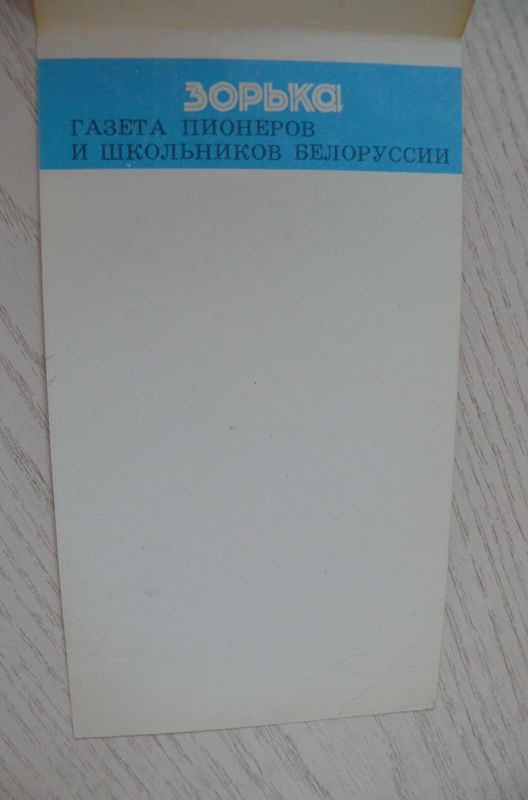 ЗОРЬКА
ГАЗЕТА ПИОНЕРОВ
И ШКОЛЬНИКОВ БЕЛОРУССИИ